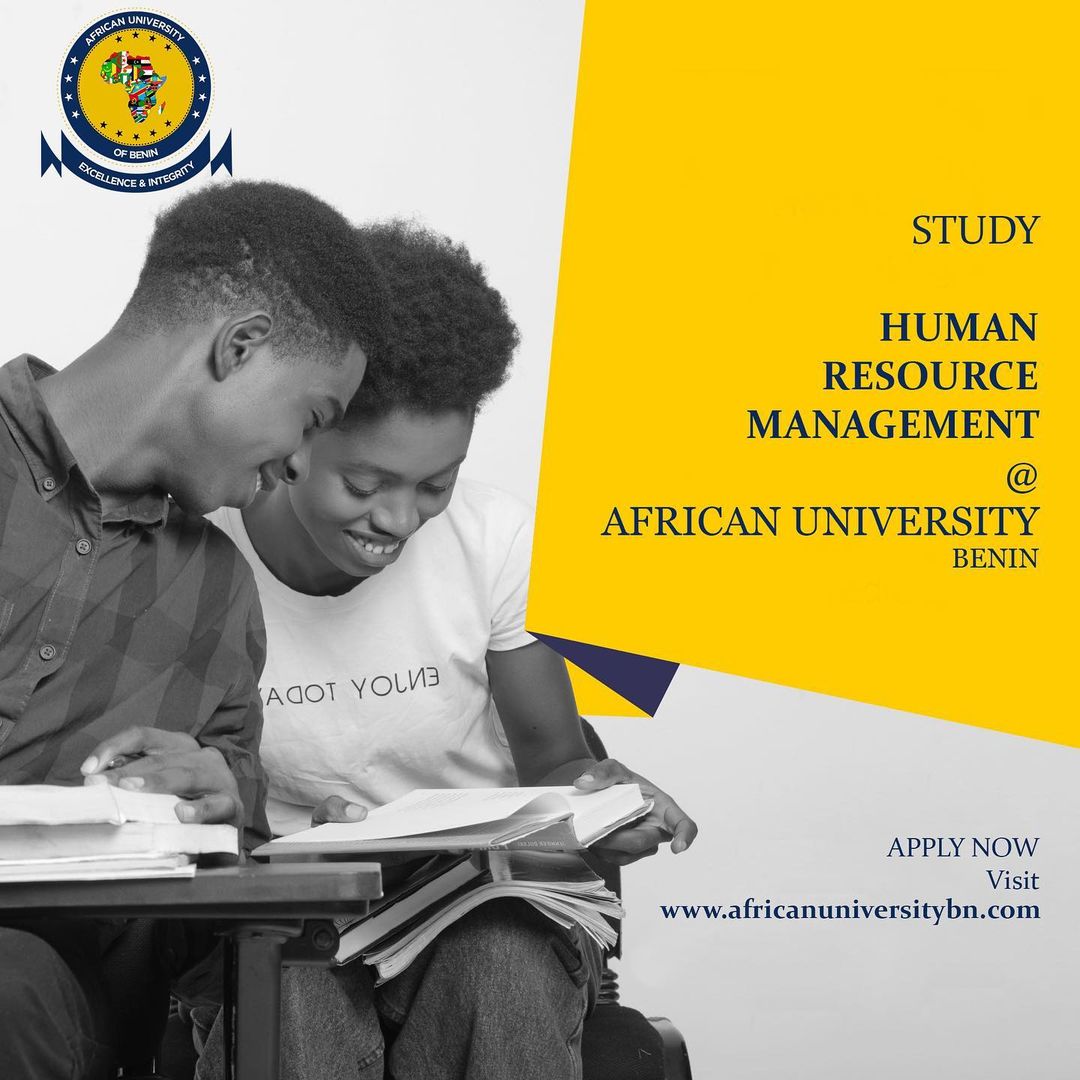 AFRICAN UNIVERSITY
OF BENIN
EXCELLENCE & INTEGRITY
STUDY
HUMAN
RESOURCE
MANAGEMENT
@
AFRICAN UNIVERSITY
BENIN
ENJOY TODAY
APPLY NOW
Visit
www.africanuniversitybn.com